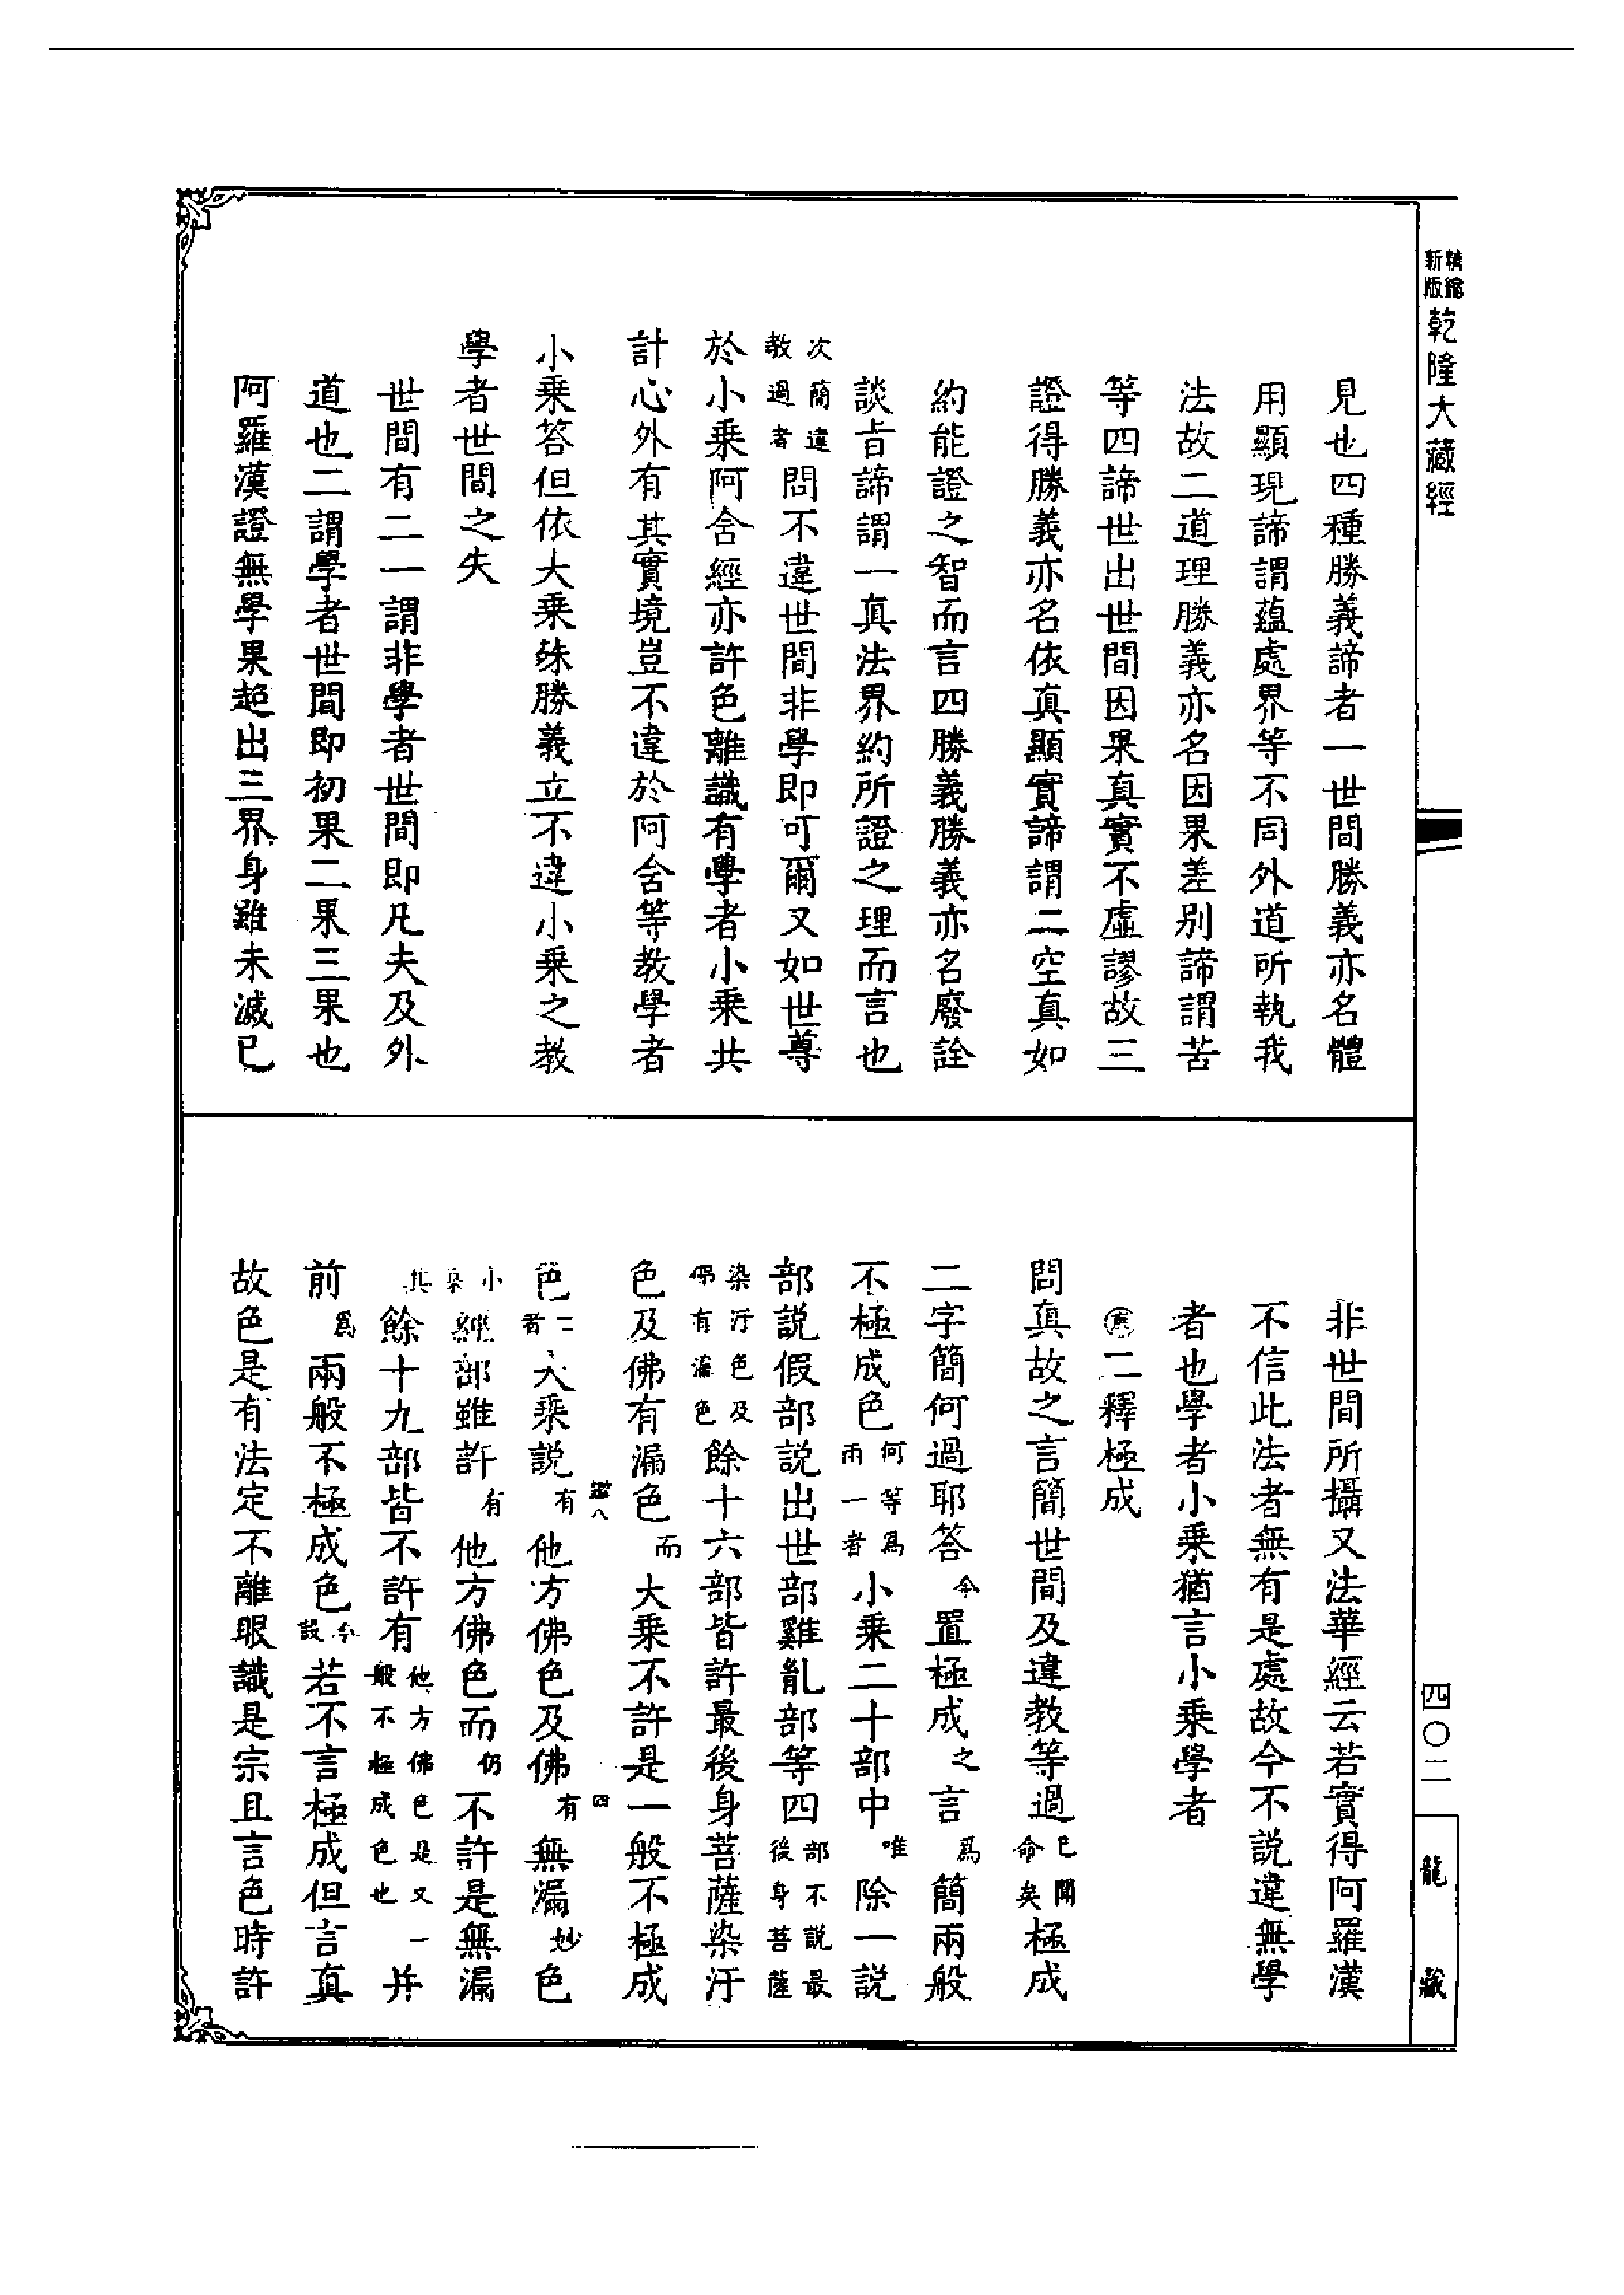 精縮新版乾隆大藏經
見也四種勝義諦者一世間勝義亦名體
用顯現諦謂蘊處界等不同外道所執我
法故二道理勝義亦名因果差別諦謂苦
等四諦世出世間因果真實不虛謬故三
證得勝義亦名依真顯實諦謂二空真如
約能證之智而言四勝義勝義亦名廢詮
談旨諦謂一真法界約所證之理而言也
次簡違教過者問不違世間非學即可爾又如世尊
於小乘阿含經亦許色離識有學者小乘共
計心外有其實境豈不違於阿含等教學者
小乘答但依大乘殊勝義立不違小乘之教
學者世間之失
世間有二一謂非學者世間即凡夫及外
道也二謂學者世間即初果二果三果也
阿羅漢證無學果超出三界身雖未滅已
非世間所攝又法華經云若實得阿羅漢
不信此法者無有是處故今不說違無學
者也學者小乘猶言小乘學者
二釋極成
問真故之言簡世間及違教等過已聞命矣極成
二字簡何過耶答今置極成之言為簡兩般
不極成色何等為兩一者小乘二十部中唯除一說
部說假部說出世部雞胤部等四部不說最後身菩薩
染汙色及佛有漏色餘十六部皆許最後身菩薩染汙
色及佛有漏色而大乘不許是一般不極成
色二者大乘說有他方佛色及佛有無漏妙色
小乘經部雖許有他方佛色而仍不許是無漏
其餘十九部皆不許有他方佛色是又一般不極成色也并
前為兩般不極成色今設若不言極成但言真
故色是有法定不離眼識是宗且言色時許
四〇二
龍藏